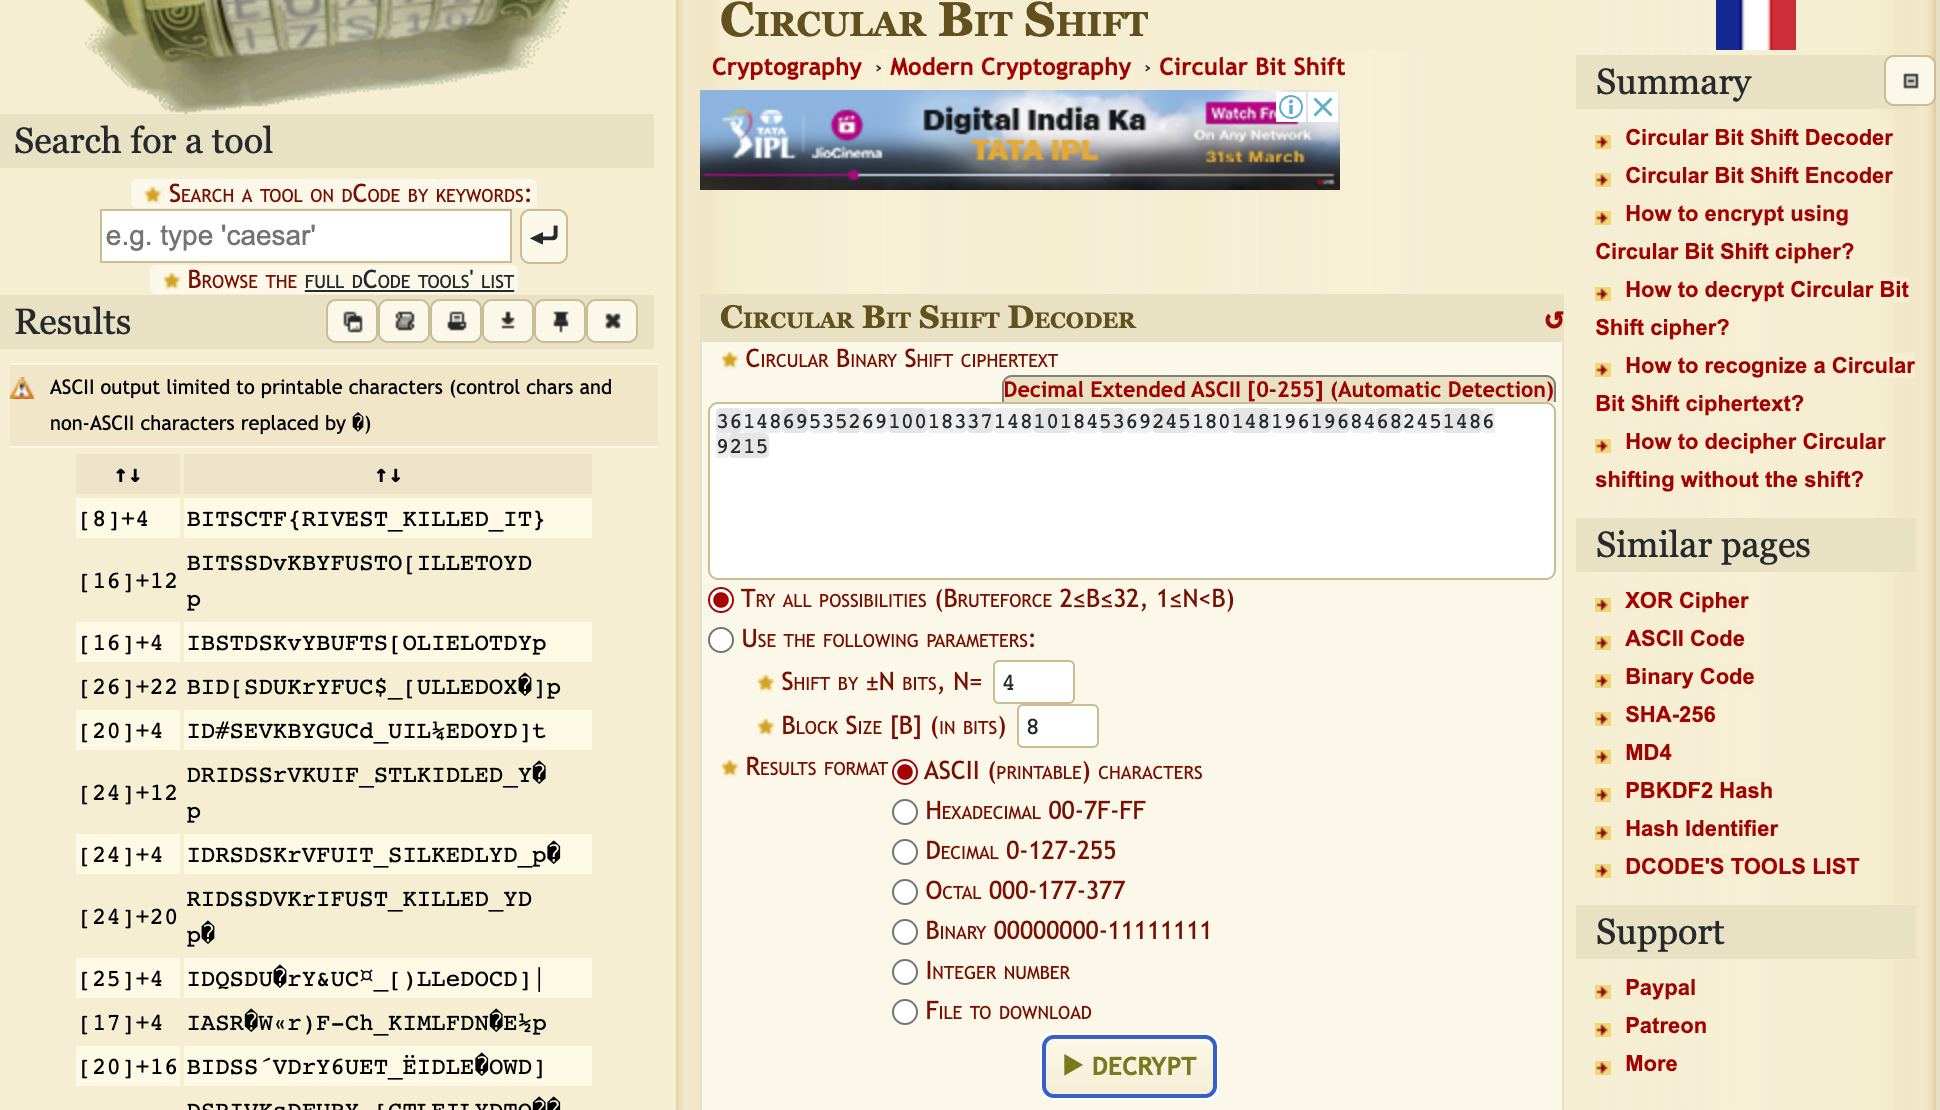 Search for a tool
★ Search a tool on dCode by keywords:
e.g. type 'caesar'
★ Browse the full dCode tools' list
Results
ASCII output limited to printable characters (control chars and
non-ASCII characters replaced by �)
↑↓ ↑↓
[8]+4 BITSCTF{RIVEST_KILLED_IT}
[16]+12 BITSSDvKBYFUSTO[ILLETOYD
p
[16]+4 IBSTDSKvYBUFTS[OLIELOTDYp
[26]+22 BID[SDUKrYFUC$_[ULLEDOX�]p
[20]+4 ID#SEVKBYGUCd_UIL¼EDOYD]t
[24]+12 DRIDSSrVKUIF_STLKIDLED_Y�
p
[24]+4 IDRSDSKrVFUIT_SILKEDLYD_p�
[24]+20 RIDSSDVKrIFUST_KILLED_YD
p�
[25]+4 IDQSDU�rY&UC¤_[)LLeDOCD]|
[17]+4 IASR�W«r)F-Ch_KIMLFDN�E½p
[20]+16 BIDSS´VDrY6UET_ËIDLE�OWD]
Circular Bit Shift
Cryptography › Modern Cryptography › Circular Bit Shift
TATA
IPL
JioCinema
Digital India Ka
TATA IPL
On Any Network
31st March
Circular Bit Shift Decoder
★ Circular Binary Shift ciphertext
Decimal Extended ASCII [0-255] (Automatic Detection)
36148695352691001833714810184536924518014819619684682451486
9215
Try all possibilities (Bruteforce 2≤B≤32, 1≤N<B)
Use the following parameters:
★ Shift by ±N bits, N= 4
★ Block Size [B] (in bits) 8
★ Results format ASCII (printable) characters
Hexadecimal 00-7F-FF
Decimal 0-127-255
Octal 000-177-377
Binary 00000000-11111111
Integer number
File to download
▶ DECRYPT
Summary
Circular Bit Shift Decoder
Circular Bit Shift Encoder
How to encrypt using
Circular Bit Shift cipher?
How to decrypt Circular Bit
Shift cipher?
How to recognize a Circular
Bit Shift ciphertext?
How to decipher Circular
shifting without the shift?
Similar pages
XOR Cipher
ASCII Code
Binary Code
SHA-256
MD4
PBKDF2 Hash
Hash Identifier
DCODE'S TOOLS LIST
Support
Paypal
Patreon
More